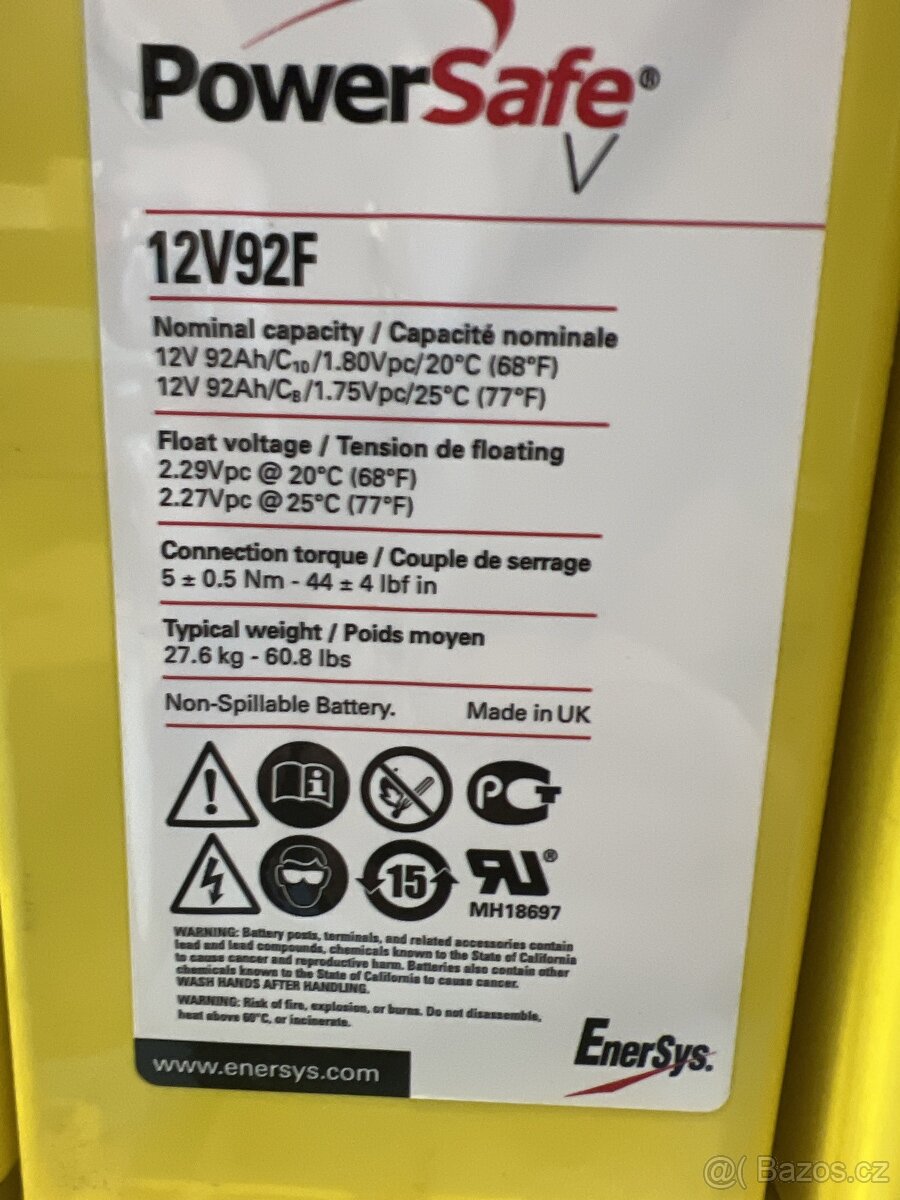 PowerSafe®
V
12V92F
Nominal capacity / Capacité nominale
12V 92Ah/C10/1.80Vpc/20°C (68°F)
12V 92Ah/C8/1.75Vpc/25°C (77°F)
Float voltage / Tension de floating
2.29Vpc @ 20°C (68°F)
2.27Vpc @ 25°C (77°F)
Connection torque / Couple de serrage
5 ± 0.5 Nm - 44 ± 4 lbf in
Typical weight / Poids moyen
27.6 kg - 60.8 lbs
Non-Spillable Battery. Made in UK
15
MH18697
WARNING: Battery posts, terminals, and related accessories contain
lead and lead compounds, chemicals known to the State of California
to cause cancer and reproductive harm. Batteries also contain other
chemicals known to the State of California to cause cancer.
WASH HANDS AFTER HANDLING.
WARNING: Risk of fire, explosion, or burns. Do not disassemble,
heat above 60°C, or incinerate.
EnerSys.
www.enersys.com
Bazos.cz